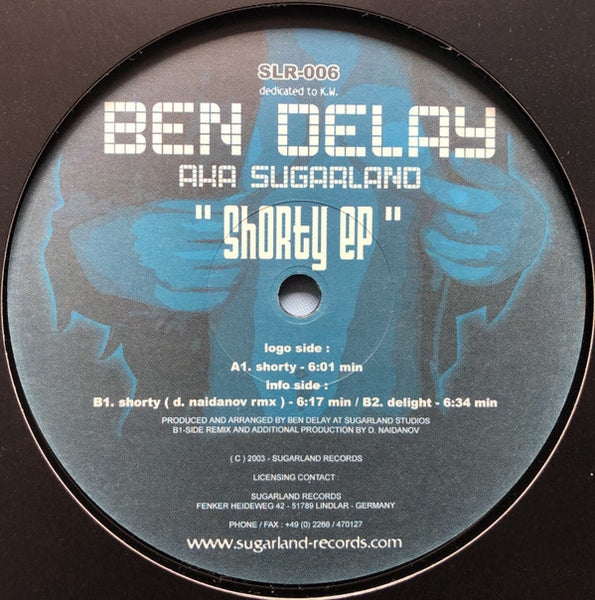 SLR-006
dedicated to K.W.
BEN DELAY
AKA SUGARLAND
" shorty ep "
logo side :
A1. shorty - 6:01 min
info side :
B1. shorty ( d. naidanov rmx ) - 6:17 min / B2. delight - 6:34 min
PRODUCED AND ARRANGED BY BEN DELAY AT SUGARLAND STUDIOS
B1-SIDE REMIX AND ADDITIONAL PRODUCTION BY D. NAIDANOV
( C ) 2003 - SUGARLAND RECORDS
LICENSING CONTACT :
SUGARLAND RECORDS
FENKER HEIDEWEG 42 - 51789 LINDLAR - GERMANY
PHONE / FAX : +49 (0) 2266 / 470127
www.sugarland-records.com